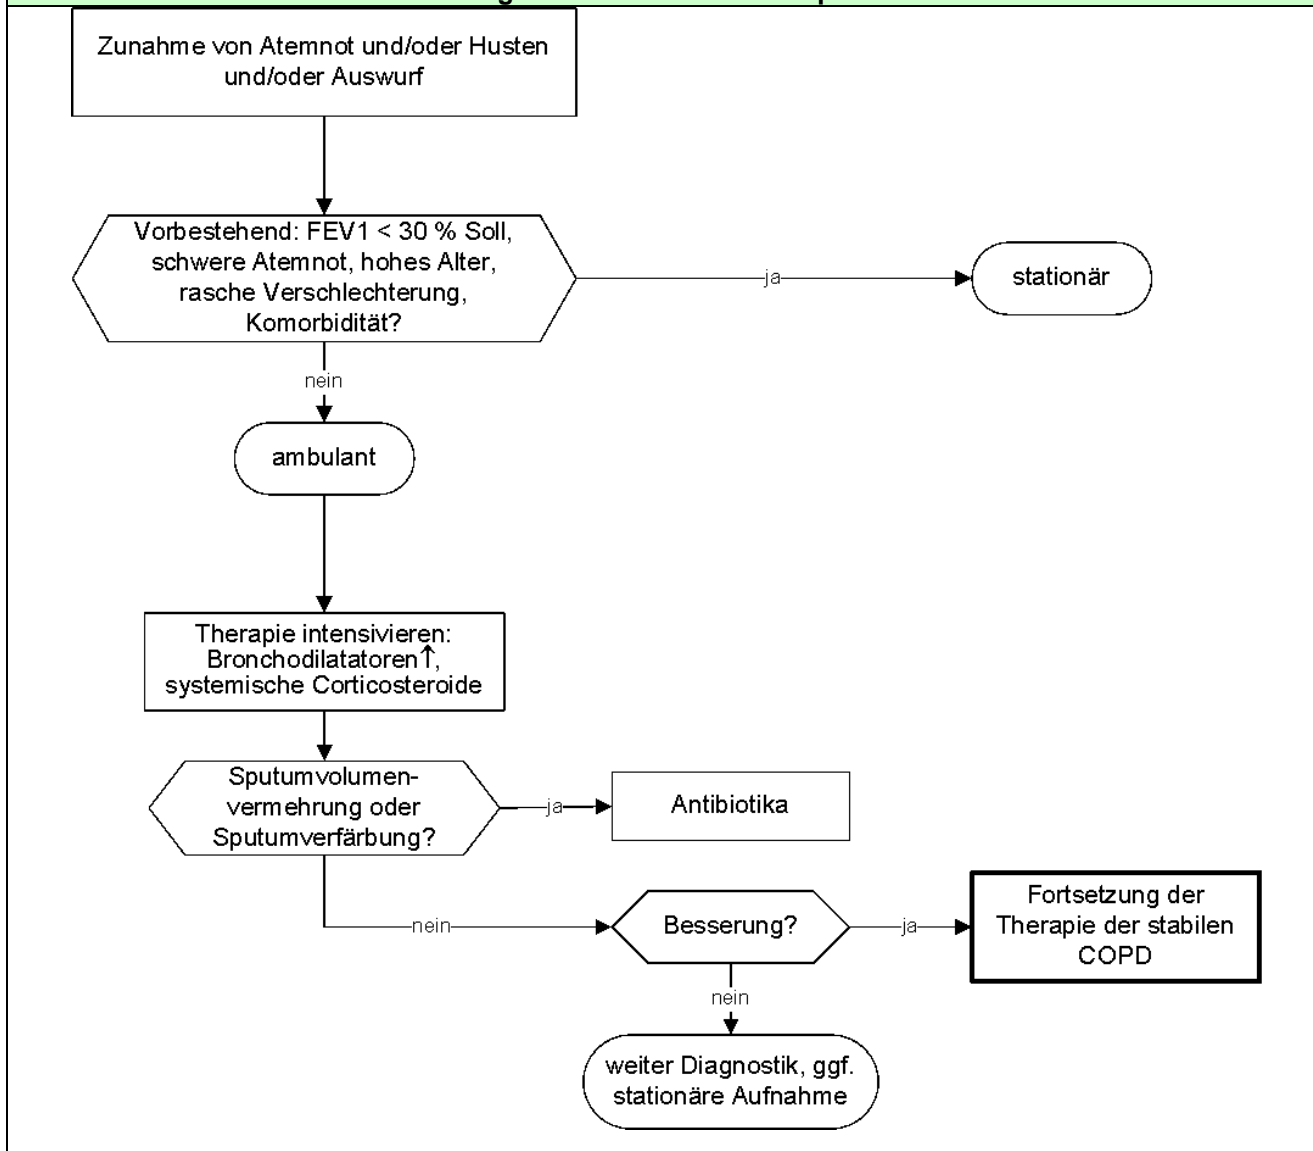 Zunahme von Atemnot und/oder Husten
und/oder Auswurf
Vorbestehend: FEV1 < 30 % Soll,
schwere Atemnot, hohes Alter,
rasche Verschlechterung,
Komorbidität?
ja
stationär
nein
ambulant
Therapie intensivieren:
Bronchodilatatoren↑,
systemische Corticosteroide
Sputumvolumen-
vermehrung oder
Sputumverfärbung?
ja
Antibiotika
nein
Besserung?
ja
Fortsetzung der
Therapie der stabilen
COPD
nein
weiter Diagnostik, ggf.
stationäre Aufnahme